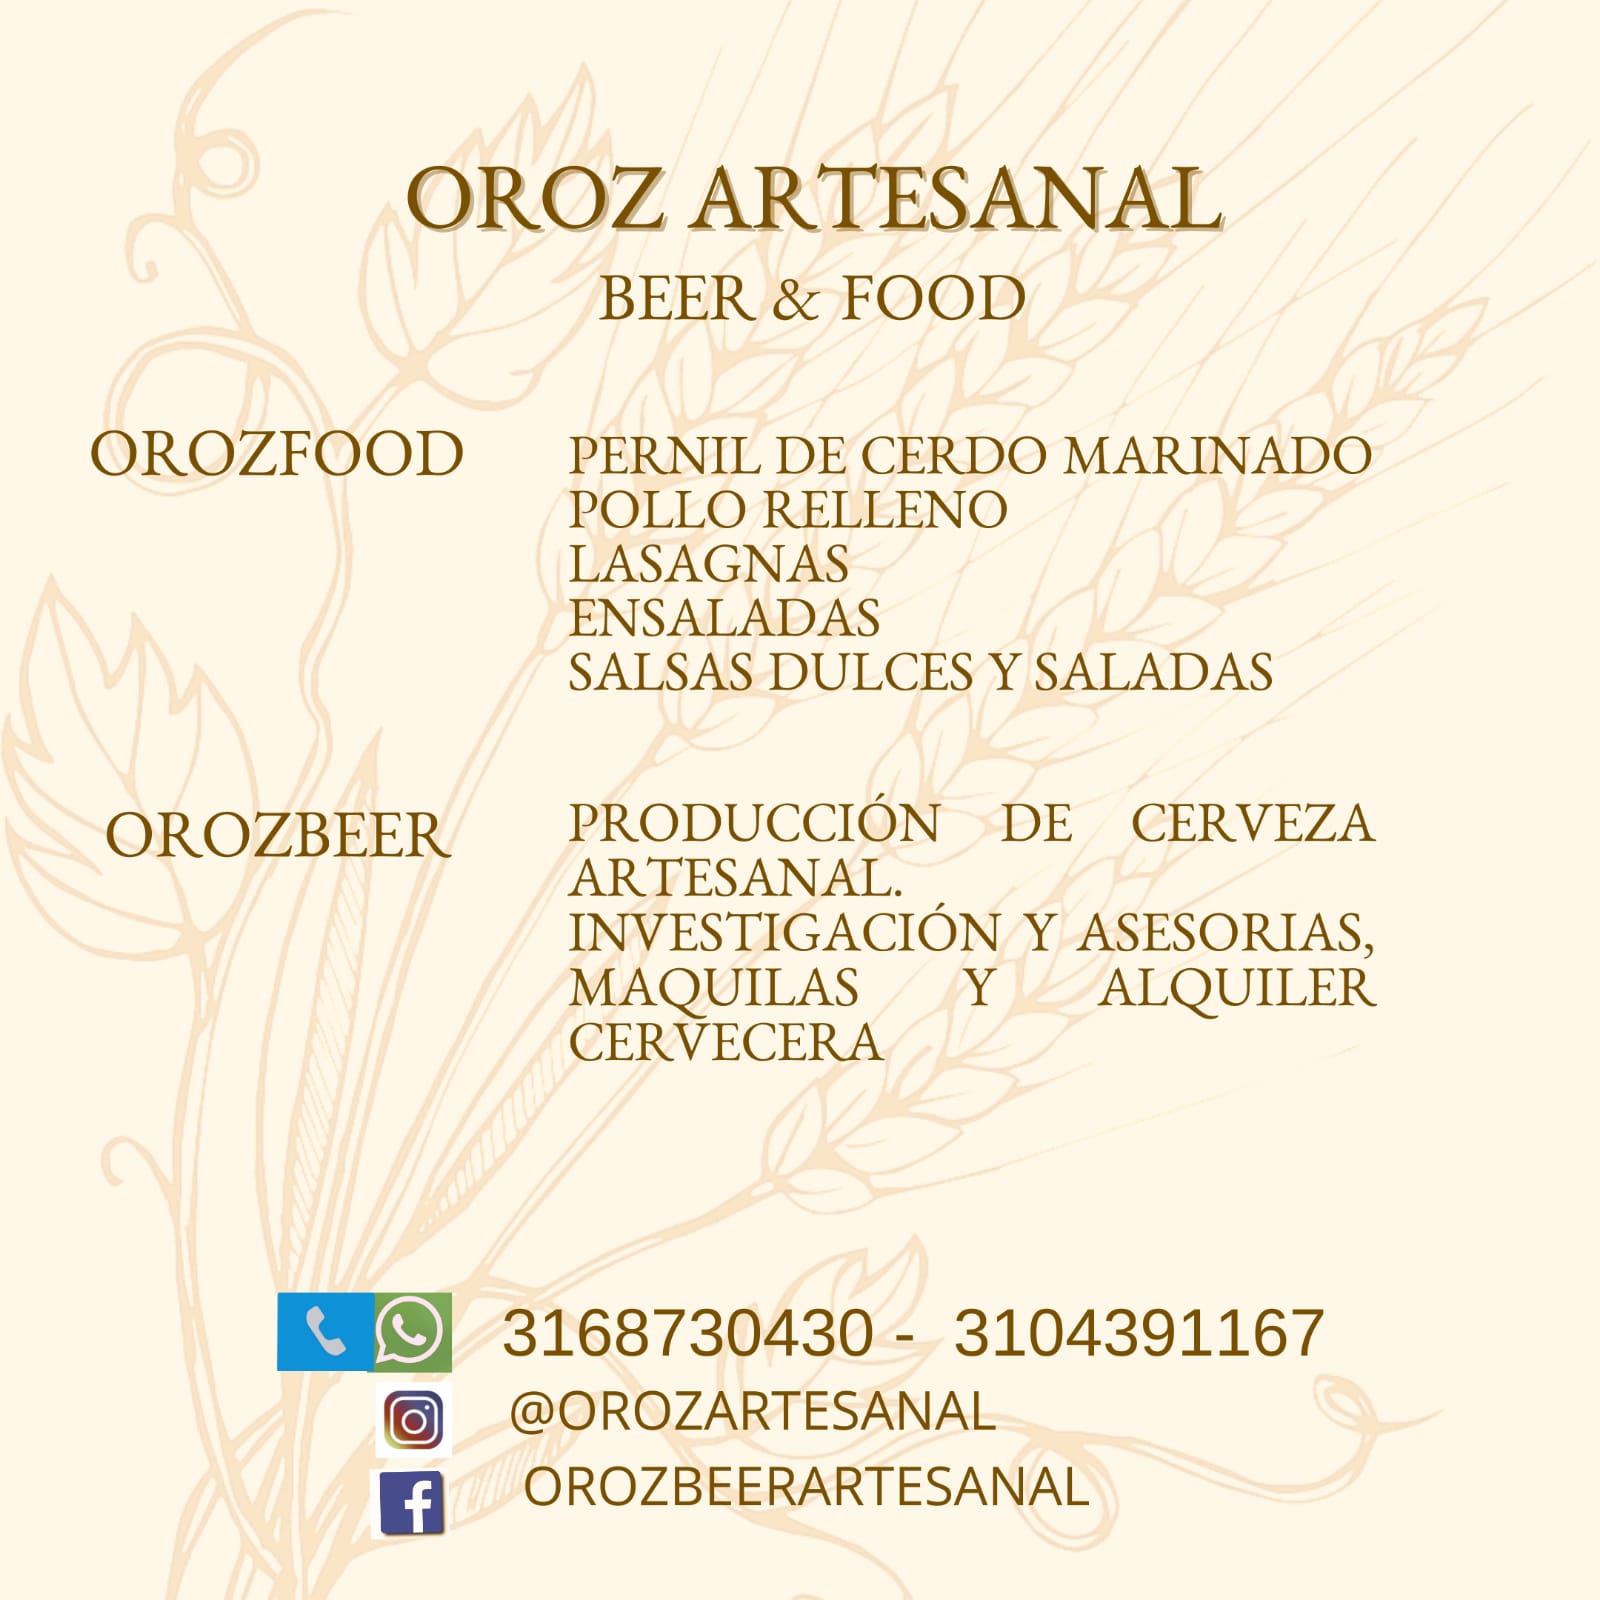 OROZ ARTESANAL
BEER & FOOD
OROZFOOD
PERNIL DE CERDO MARINADO
POLLO RELLENO
LASAGNAS
ENSALADAS
SALSAS DULCES Y SALADAS
OROZBEER
PRODUCCIÓN DE CERVEZA
ARTESANAL.
INVESTIGACIÓN Y ASESORIAS,
MAQUILAS Y ALQUILER
CERVECERA
3168730430 - 3104391167
@OROZARTESANAL
OROZBEERARTESANAL